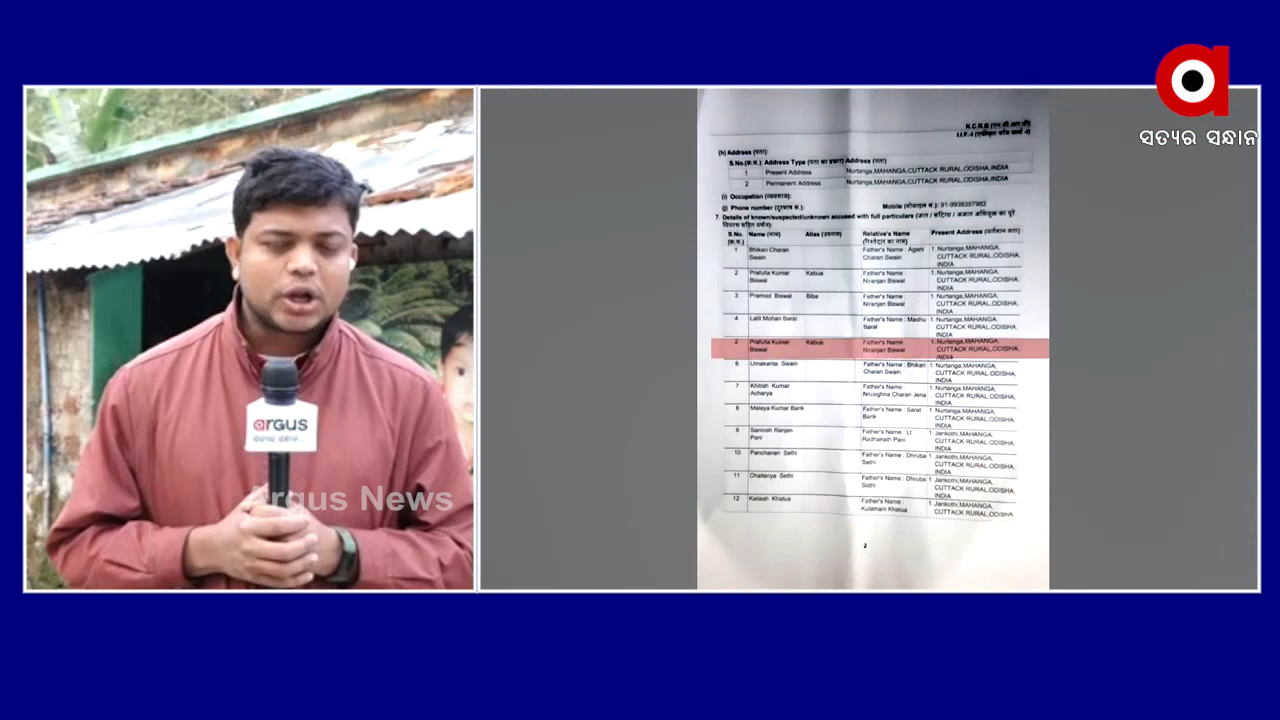 ସତ୍ୟର ସନ୍ଧାନ
argus
Argus News
(h) Address (पता):
S.No.(क्र.सं.) Address Type (पता का प्रकार) Address (पता)
1 Present Address Nurtanga,MAHANGA,CUTTACK RURAL,ODISHA,INDIA
2 Permanent Address Nurtanga,MAHANGA,CUTTACK RURAL,ODISHA,INDIA
(i) Occupation (व्यवसाय):
(j) Phone number (दूरभाष सं.): Mobile (मोबाइल सं.): 91-9938357982
7. Details of known/suspected/unknown accused with full particulars
S.No. Name (नाम) Alias (उपनाम) Relative's Name Present Address (वर्तमान पता)
(क्र.सं.) (रिश्तेदार का नाम)
1 Bhikari Charan Father's Name : Agani 1. Nurtanga,MAHANGA,
Swain Charan Swain CUTTACK RURAL,ODISHA,
INDIA
2 Prafulla Kumar Kabua Father's Name : 1. Nurtanga,MAHANGA,
Biswal Niranjan Biswal CUTTACK RURAL,ODISHA,
INDIA
3 Pramod Biswal Biba Father's Name : 1. Nurtanga,MAHANGA,
Niranjan Biswal CUTTACK RURAL,ODISHA,
INDIA
4 Lalit Mohan Baral Father's Name : Madhu 1. Nurtanga,MAHANGA,
Baral CUTTACK RURAL,ODISHA,
INDIA
2 Prafulla Kumar Kabua Father's Name : 1. Nurtanga,MAHANGA,
Biswal Niranjan Biswal CUTTACK RURAL,ODISHA,
INDIA
6 Umakanta Swain Father's Name : Bhikari 1. Nurtanga,MAHANGA,
Charan Swain CUTTACK RURAL,ODISHA,
INDIA
7 Khitish Kumar Father's Name 1. Nurtanga,MAHANGA,
Acharya Nrusigha Charan Jena CUTTACK RURAL,ODISHA,
INDIA
8 Malaya Kumar Barik Father's Name : Sarat 1. Nurtanga,MAHANGA,
Barik CUTTACK RURAL,ODISHA,
INDIA
9 Santosh Ranjan Father's Name : Lt 1. Jankothi,MAHANGA,
Pani Radhanath Pani CUTTACK RURAL,ODISHA,
INDIA
10 Panchanan Sethi Father's Name : Dhruba 1. Jankothi,MAHANGA,
Sethi CUTTACK RURAL,ODISHA,
INDIA
11 Chaitanya Sethi Father's Name : Dhruba 1. Jankothi,MAHANGA,
Sethi CUTTACK RURAL,ODISHA,
INDIA
12 Kailash Khatua Father's Name : 1. Jankothi,MAHANGA,
Kulamani Khatua CUTTACK RURAL,ODISHA
2